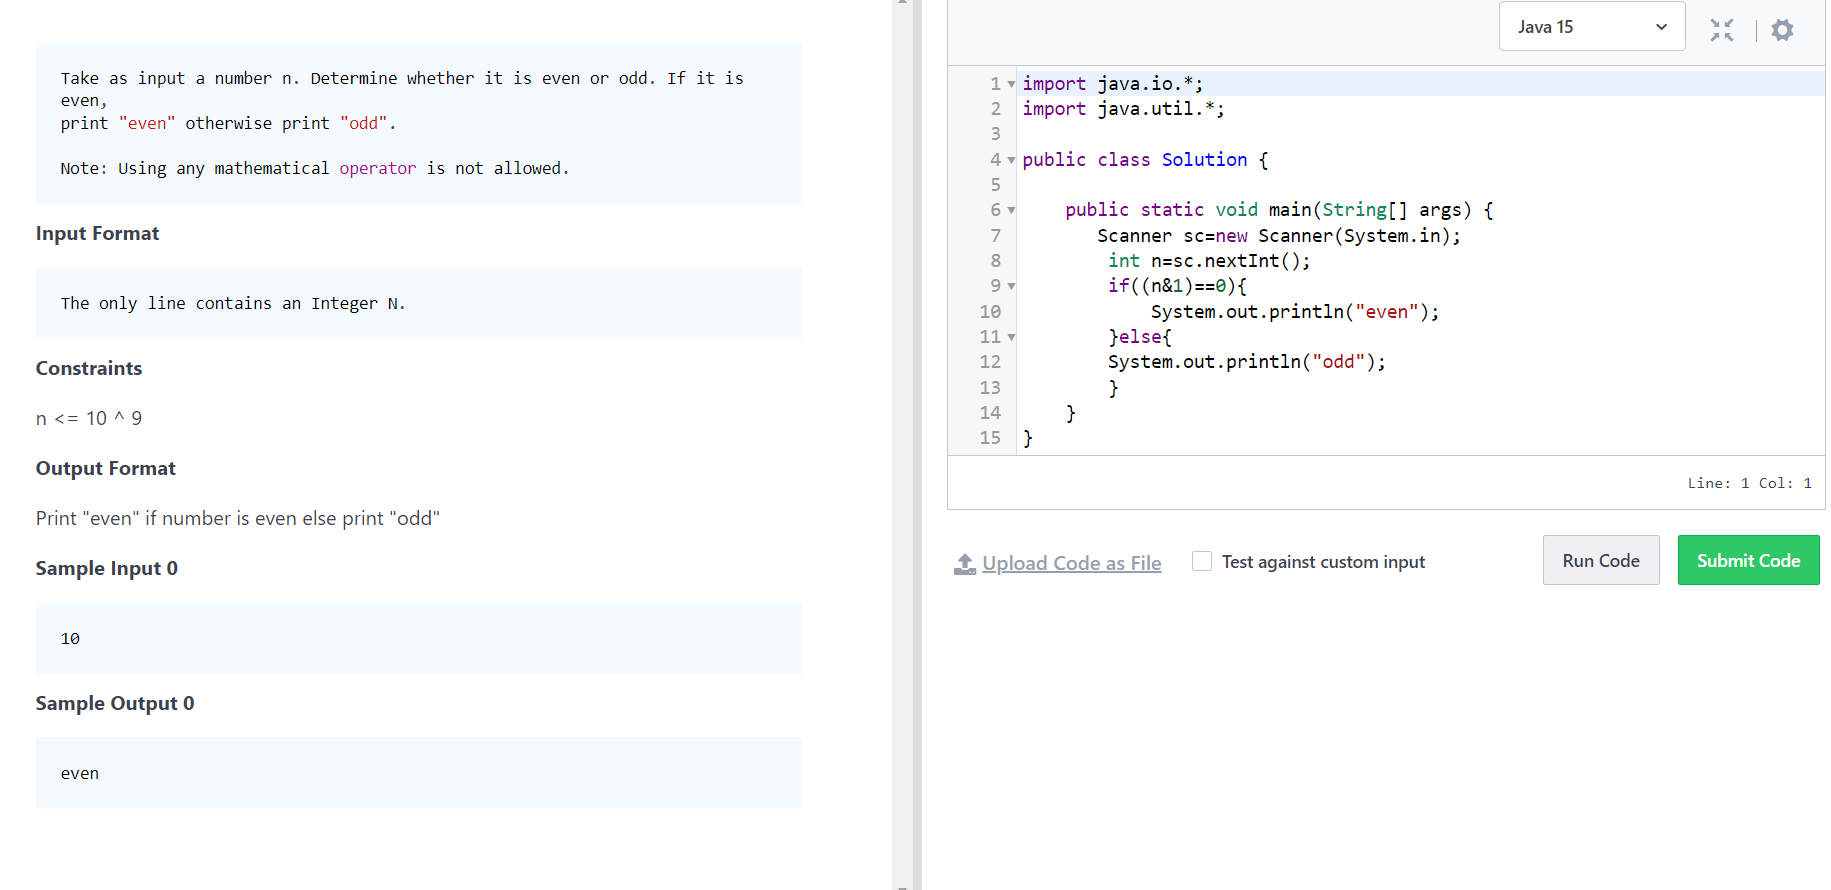 Take as input a number n. Determine whether it is even or odd. If it is
even,
print "even" otherwise print "odd".
Note: Using any mathematical operator is not allowed.
Input Format
The only line contains an Integer N.
Constraints
n <= 10 ^ 9
Output Format
Print "even" if number is even else print "odd"
Sample Input 0
10
Sample Output 0
even
Java 15
1 import java.io.*;
2 import java.util.*;
3
4 public class Solution {
5
6 public static void main(String[] args) {
7 Scanner sc=new Scanner(System.in);
8 int n=sc.nextInt();
9 if((n&1)==0){
10 System.out.println("even");
11 }else{
12 System.out.println("odd");
13 }
14 }
15 }
Line: 1 Col: 1
Upload Code as File Test against custom input Run Code Submit Code